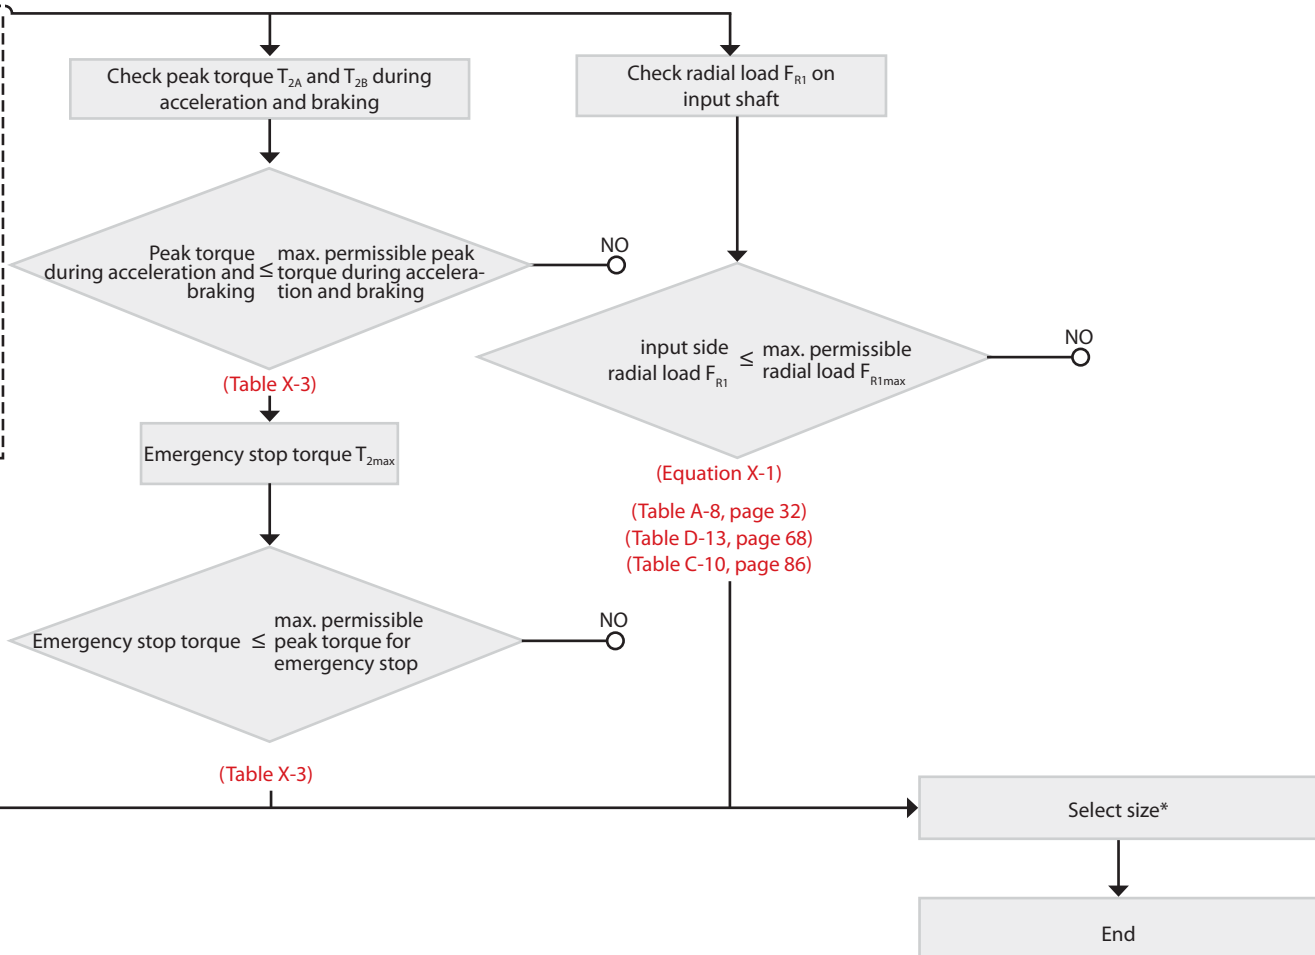 Check peak torque T2A and T2B during
acceleration and braking
Peak torque
during acceleration and
braking
≤
max. permissible peak
torque during accelera-
tion and braking
NO
(Table X-3)
Emergency stop torque T2max
Emergency stop torque
≤
max. permissible
peak torque for
emergency stop
NO
(Table X-3)
Check radial load FR1 on
input shaft
input side
radial load FR1
≤
max. permissible
radial load FR1max
NO
(Equation X-1)
(Table A-8, page 32)
(Table D-13, page 68)
(Table C-10, page 86)
Select size*
End